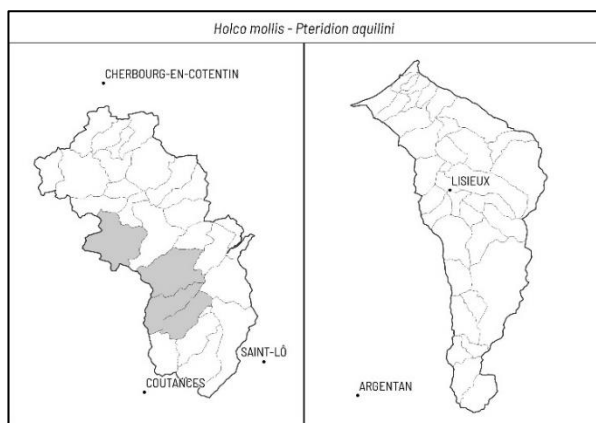 Holco mollis - Pteridion aquilini
CHERBOURG-EN-COTENTIN
LISIEUX
SAINT-LÔ
COUTANCES
ARGENTAN